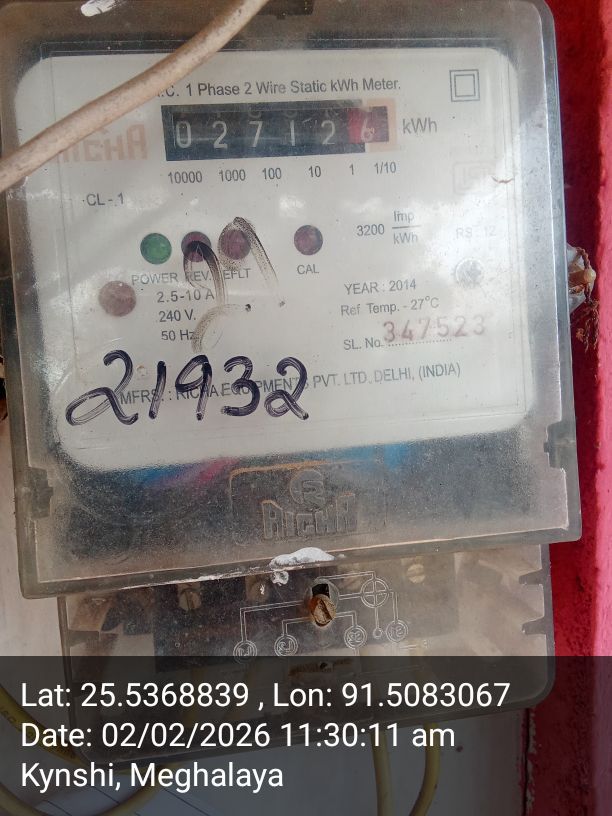 .C. 1 Phase 2 Wire Static kWh Meter.
RICHA
0 2 7 1 2 6 kWh
10000 1000 100 10 1 1/10
CL - 1
3200 Imp/kWh
POWER REV. EFLT CAL
2.5-10 A
240 V.
50 Hz
YEAR : 2014
Ref Temp. - 27°C
SL. No. 347523
21932
MFRS. : RICHA EQUIPMENTS PVT. LTD. DELHI, (INDIA)
RICHA
Lat: 25.5368839 , Lon: 91.5083067
Date: 02/02/2026 11:30:11 am
Kynshi, Meghalaya